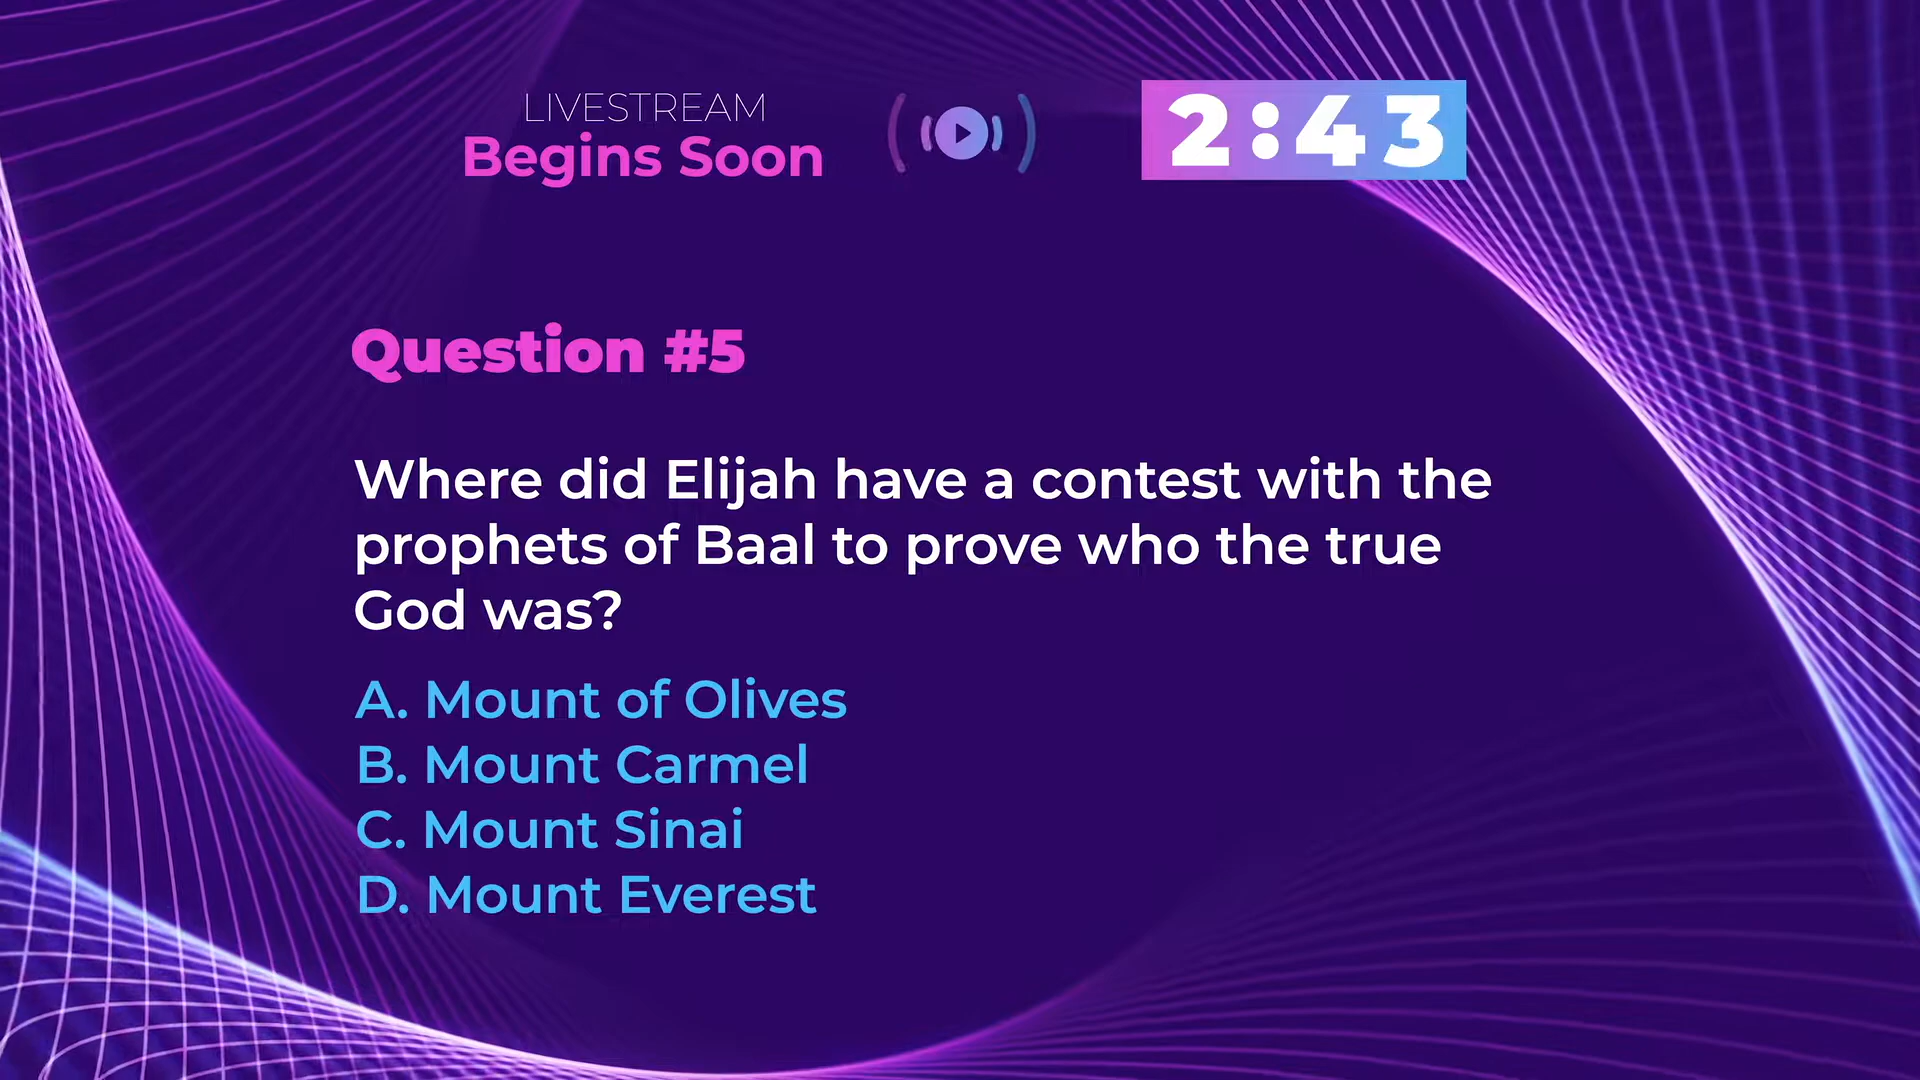 LIVESTREAM
Begins Soon
2:43
Question #5
Where did Elijah have a contest with the
prophets of Baal to prove who the true
God was?
A. Mount of Olives
B. Mount Carmel
C. Mount Sinai
D. Mount Everest